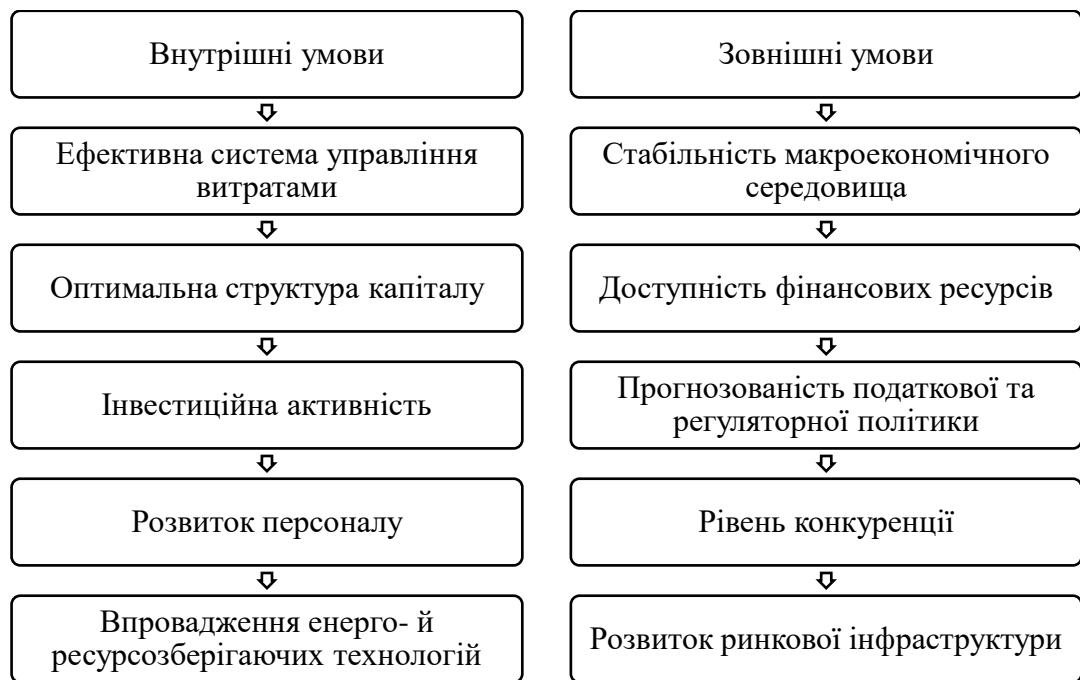 Внутрішні умови
Ефективна система управління
витратами
Оптимальна структура капіталу
Інвестиційна активність
Розвиток персоналу
Впровадження енерго- й
ресурсозберігаючих технологій
Зовнішні умови
Стабільність макроекономічного
середовища
Доступність фінансових ресурсів
Прогнозованість податкової та
регуляторної політики
Рівень конкуренції
Розвиток ринкової інфраструктури